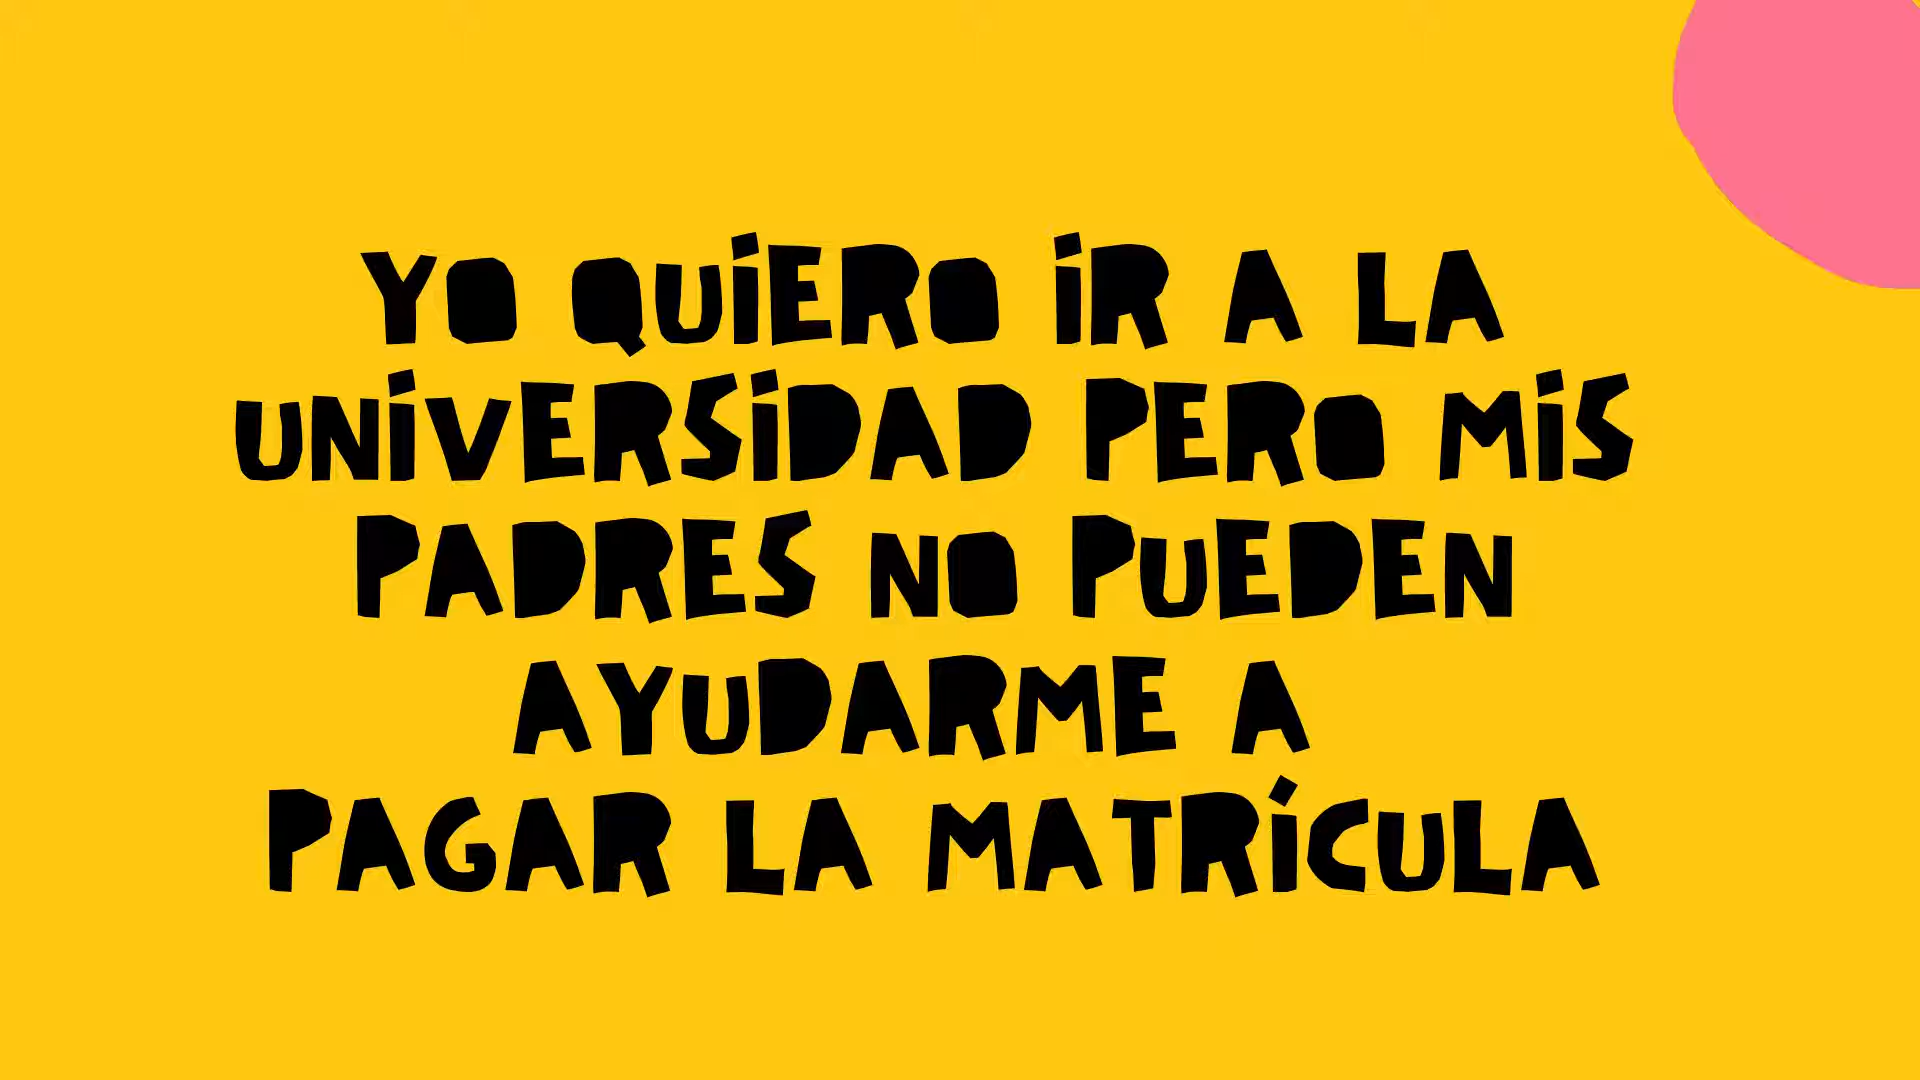 YO QUIERO IR A LA
UNIVERSIDAD PERO MIS
PADRES NO PUEDEN
AYUDARME A
PAGAR LA MATRÍCULA